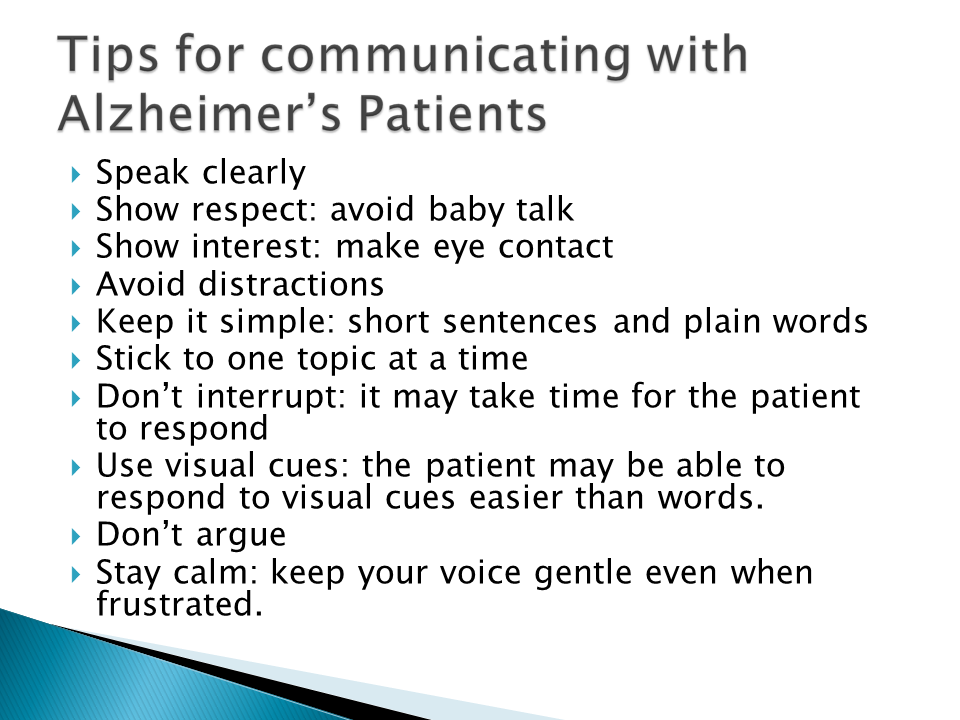 Tips for communicating with
Alzheimer’s Patients
Speak clearly
Show respect: avoid baby talk
Show interest: make eye contact
Avoid distractions
Keep it simple: short sentences and plain words
Stick to one topic at a time
Don’t interrupt: it may take time for the patient
to respond
Use visual cues: the patient may be able to
respond to visual cues easier than words.
Don’t argue
Stay calm: keep your voice gentle even when
frustrated.